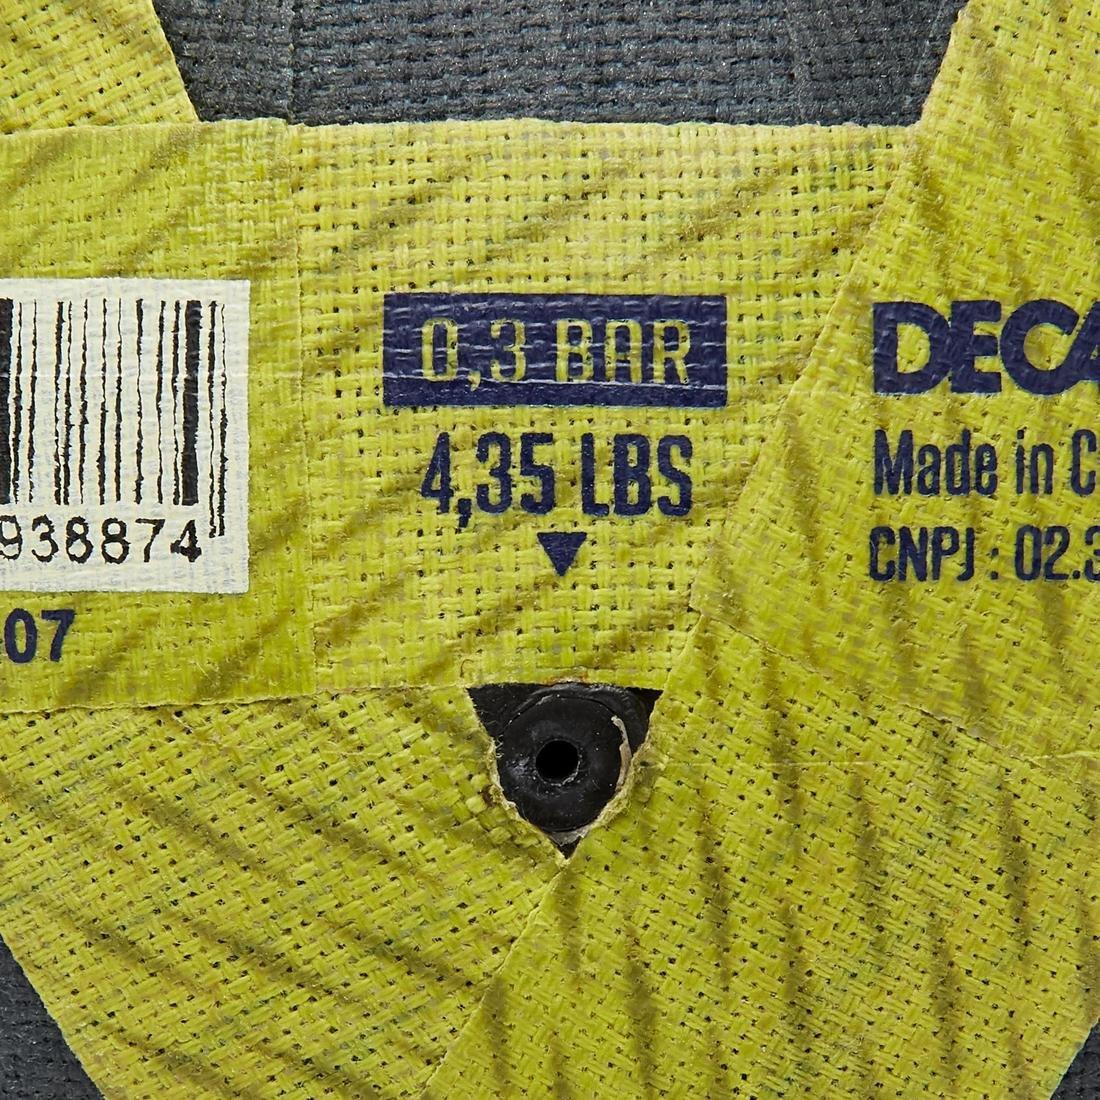 938874
07
0,3 BAR
4,35 LBS
DECA
Made in C
CNPJ : 02.3